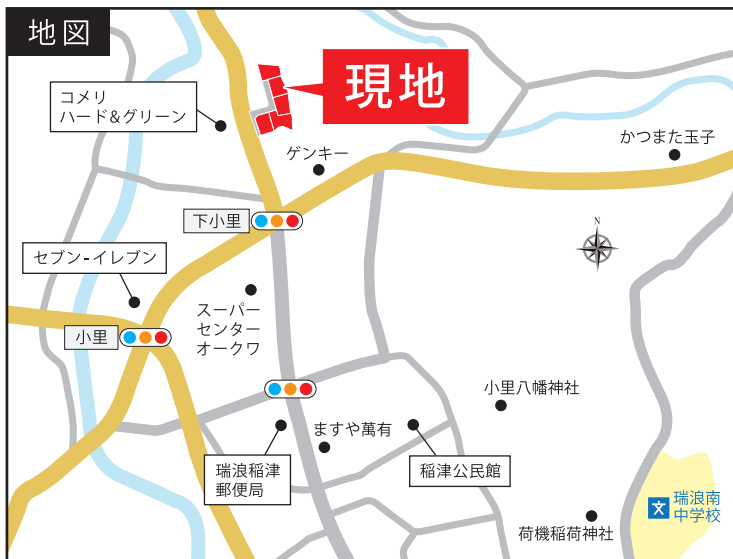 地図
現地
コメリ
ハード&グリーン
ゲンキー
かつまた玉子
下小里
N
セブン-イレブン
スーパー
センター
オークワ
小里
小里八幡神社
ますや萬有
瑞浪稲津
郵便局
稲津公民館
文
瑞浪南
中学校
荷機稲荷神社